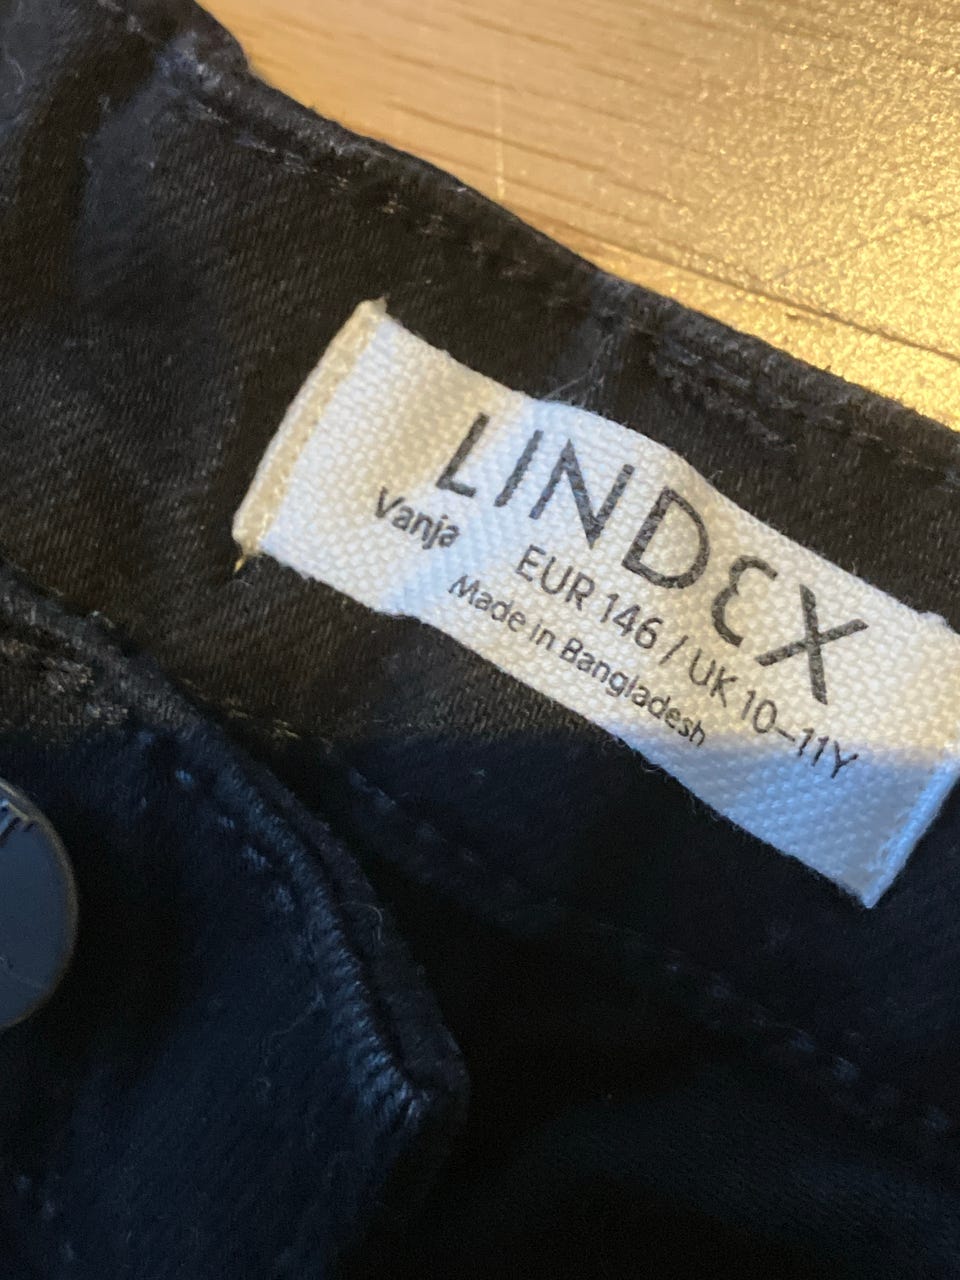 LINDEX
Vanja
EUR 146 / UK 10–11Y
Made in Bangladesh